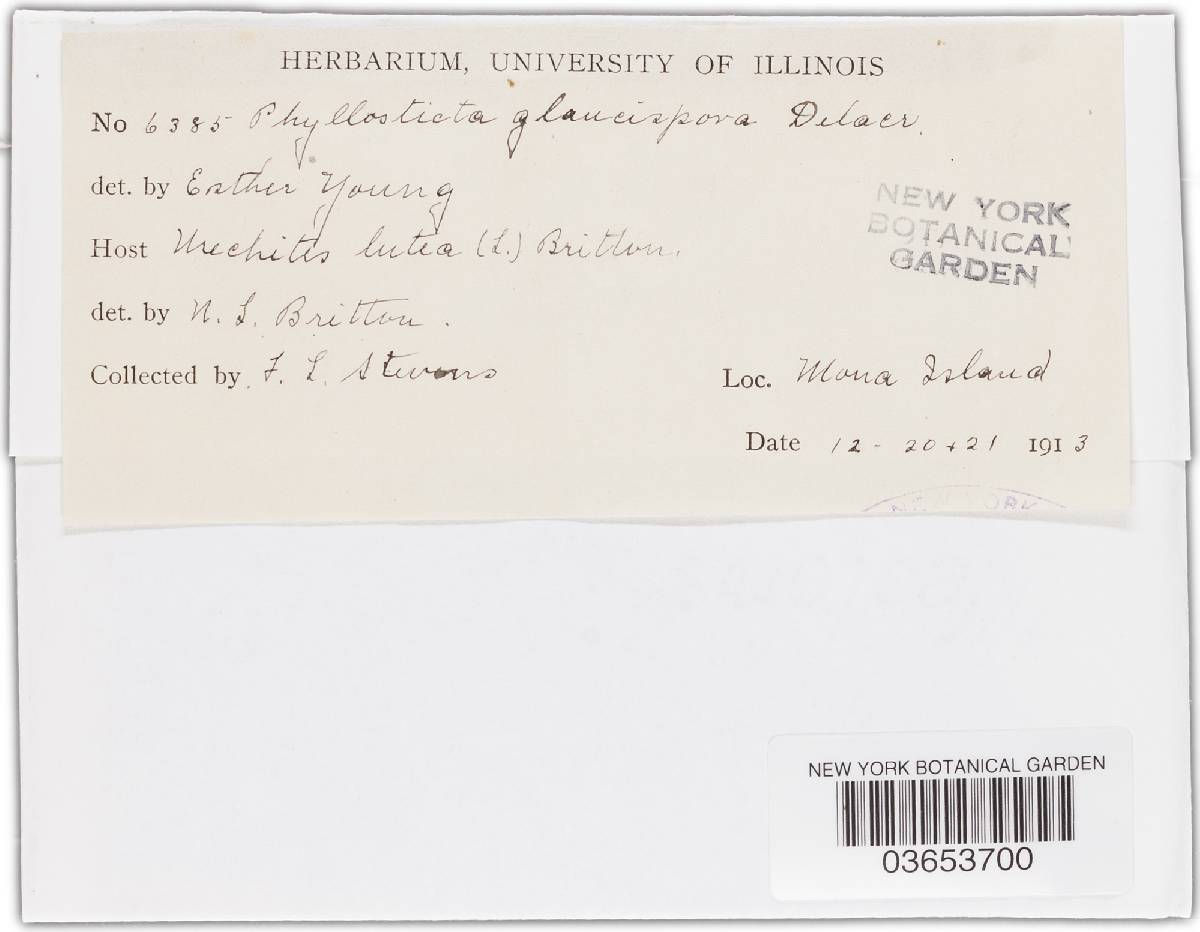 HERBARIUM, UNIVERSITY OF ILLINOIS
No 6385 Phyllosticta glaucispora Delacr.
det. by Esther Young
Host Urechites lutea (L.) Britton.
det. by N. L. Britton.
Collected by F. L. Stevens
Loc. Mona Island
Date 12 - 20 + 21 1913
NEW YORK
BOTANICAL
GARDEN
NEW YORK
NEW YORK BOTANICAL GARDEN
03653700